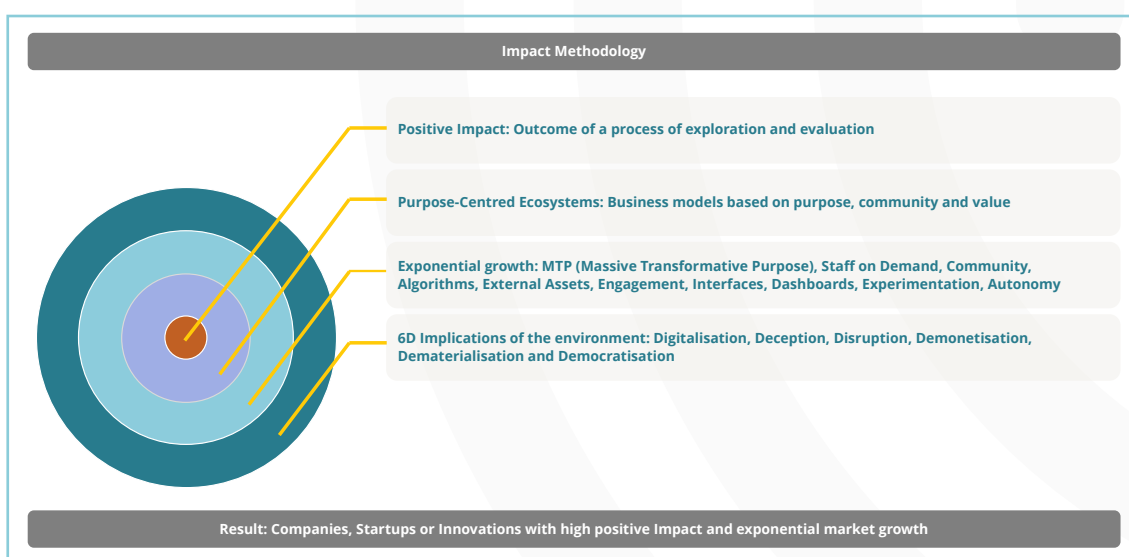 Impact Methodology
Positive Impact: Outcome of a process of exploration and evaluation
Purpose-Centred Ecosystems: Business models based on purpose, community and value
Exponential growth: MTP (Massive Transformative Purpose), Staff on Demand, Community,
Algorithms, External Assets, Engagement, Interfaces, Dashboards, Experimentation, Autonomy
6D Implications of the environment: Digitalisation, Deception, Disruption, Demonetisation,
Dematerialisation and Democratisation
Result: Companies, Startups or Innovations with high positive Impact and exponential market growth